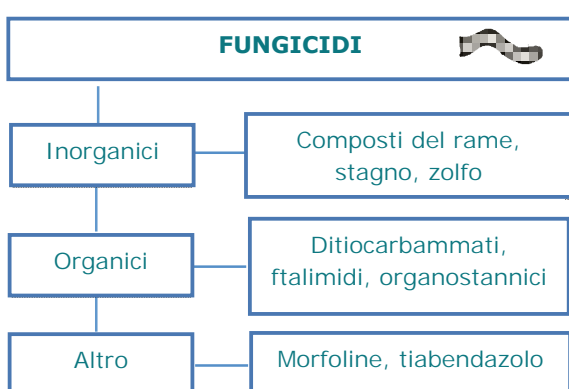 FUNGICIDI
Inorganici
Composti del rame,
stagno, zolfo
Organici
Ditiocarbammati,
ftalimidi, organostannici
Altro
Morfoline, tiabendazolo